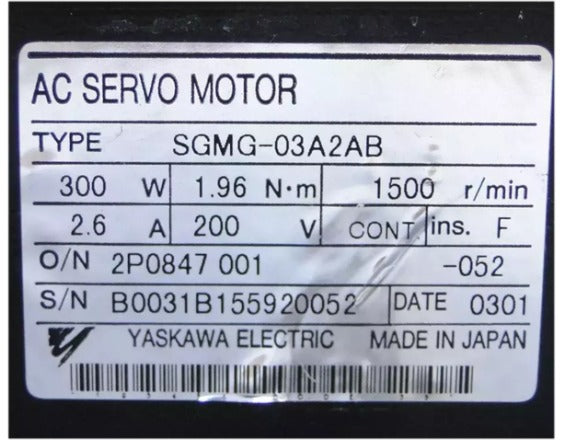 AC SERVO MOTOR
TYPE SGMG-03A2AB
300 W 1.96 N·m 1500 r/min
2.6 A 200 V CONT. ins. F
O/N 2P0847 001 -052
S/N B0031B155920052 DATE 0301
YASKAWA ELECTRIC MADE IN JAPAN